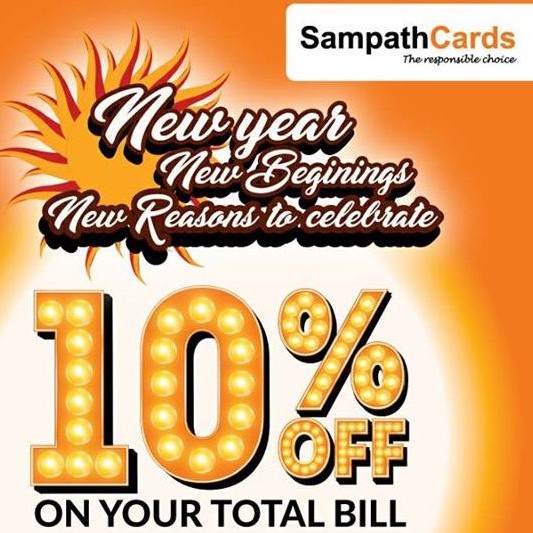 SampathCards
The responsible choice
New year
New Beginings
New Reasons to celebrate
10%
OFF
ON YOUR TOTAL BILL